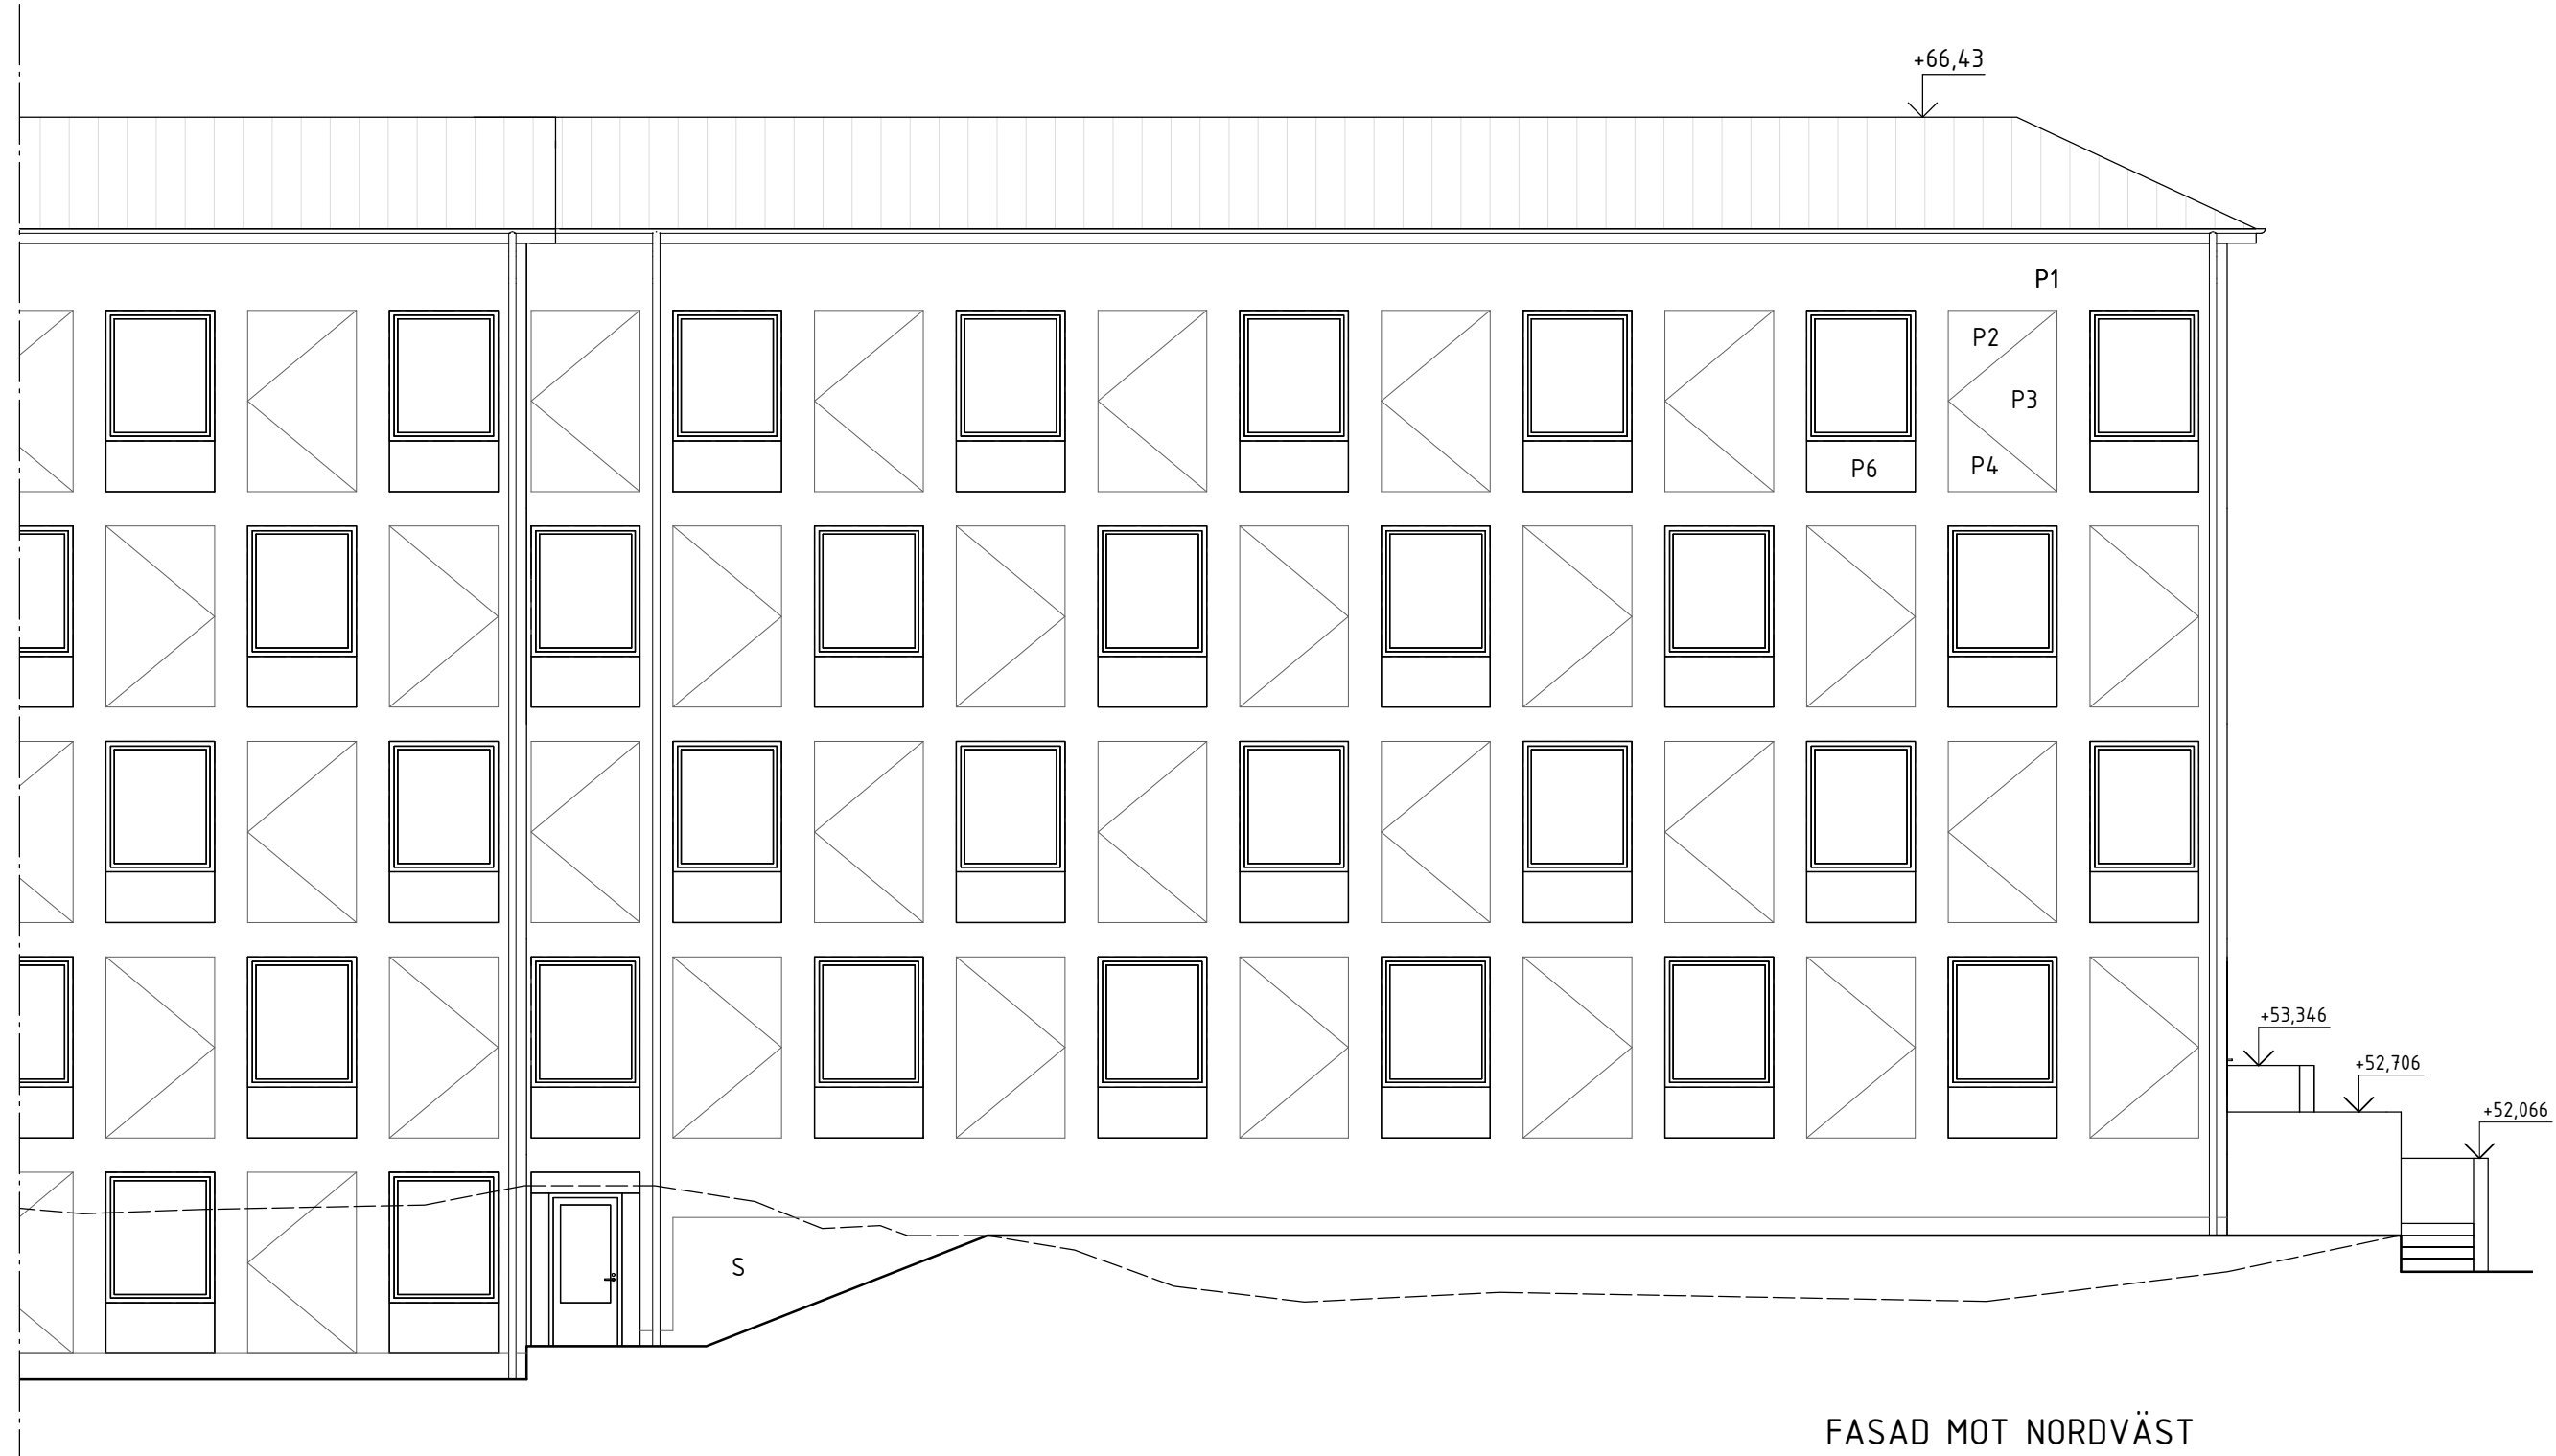 +66,43
P1
P2
P3
P4
P6
+53,346
+52,706
+52,066
S
FASAD MOT NORDVÄST